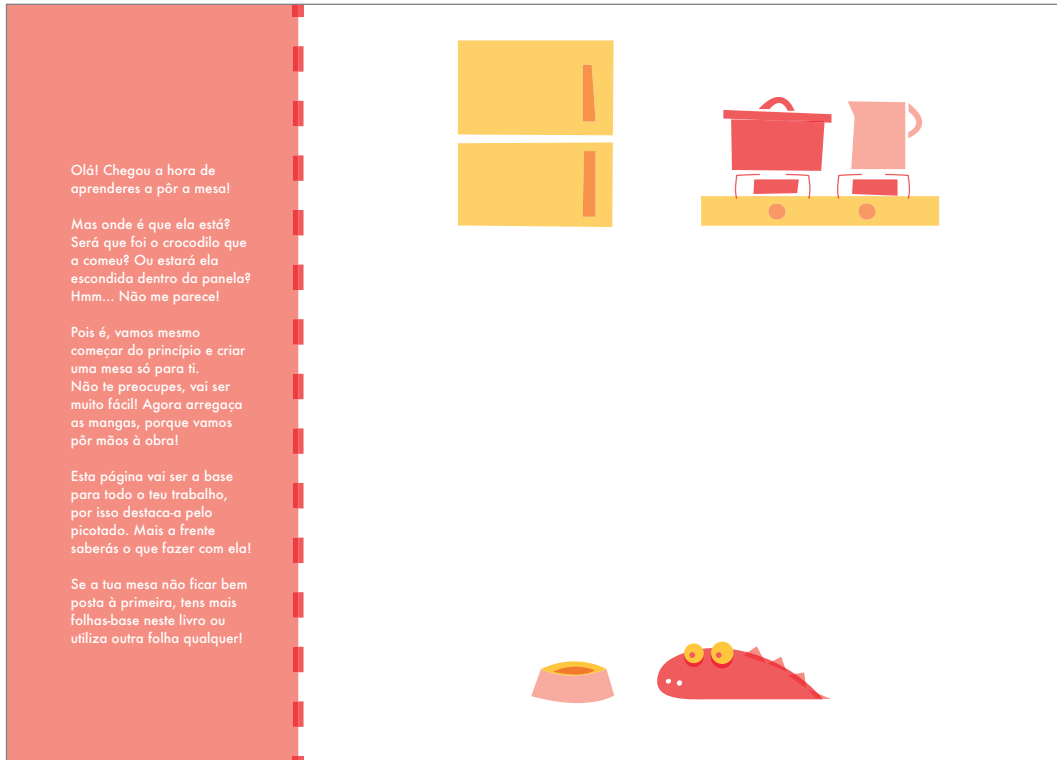 Olá! Chegou a hora de
aprenderes a pôr a mesa!
Mas onde é que ela está?
Será que foi o crocodilo que
a comeu? Ou estará ela
escondida dentro da panela?
Hmm... Não me parece!
Pois é, vamos mesmo
começar do princípio e criar
uma mesa só para ti.
Não te preocupes, vai ser
muito fácil! Agora arregaça
as mangas, porque vamos
pôr mãos à obra!
Esta página vai ser a base
para todo o teu trabalho,
por isso destaca-a pelo
picotado. Mais a frente
saberás o que fazer com ela!
Se a tua mesa não ficar bem
posta à primeira, tens mais
folhas-base neste livro ou
utiliza outra folha qualquer!